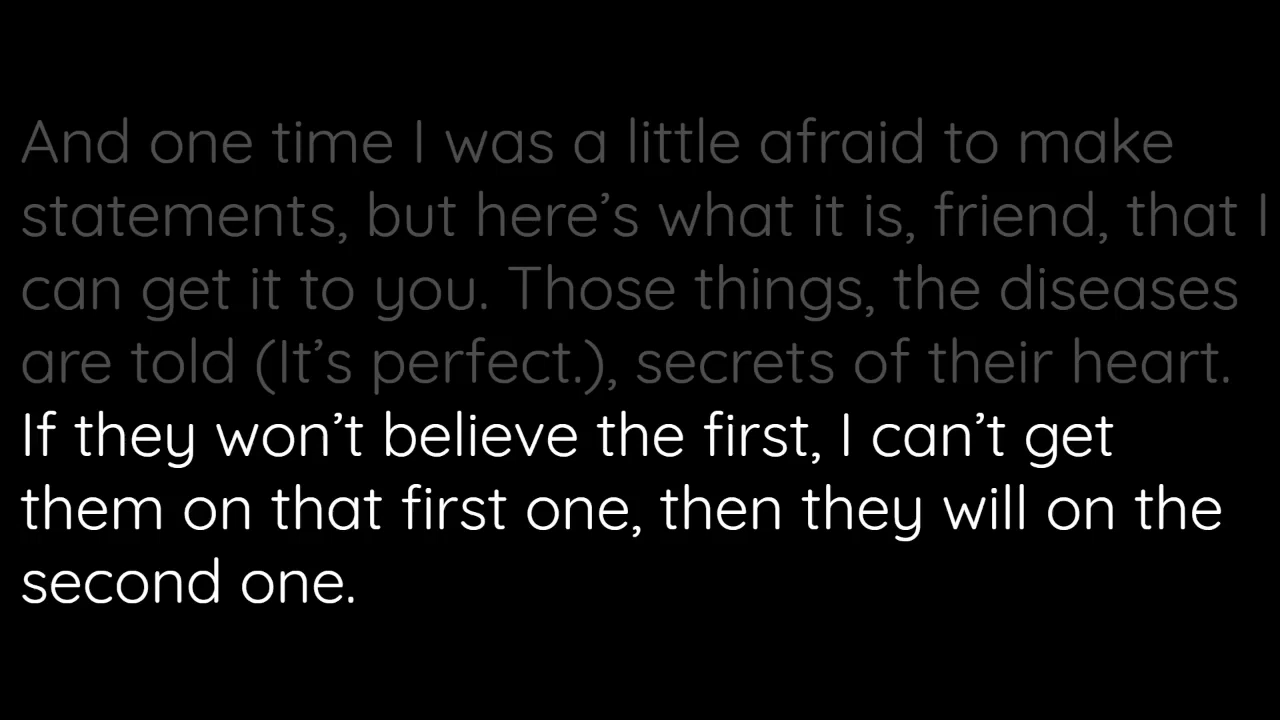 And one time I was a little afraid to make
statements, but here’s what it is, friend, that I
can get it to you. Those things, the diseases
are told (It’s perfect.), secrets of their heart.
If they won’t believe the first, I can’t get
them on that first one, then they will on the
second one.